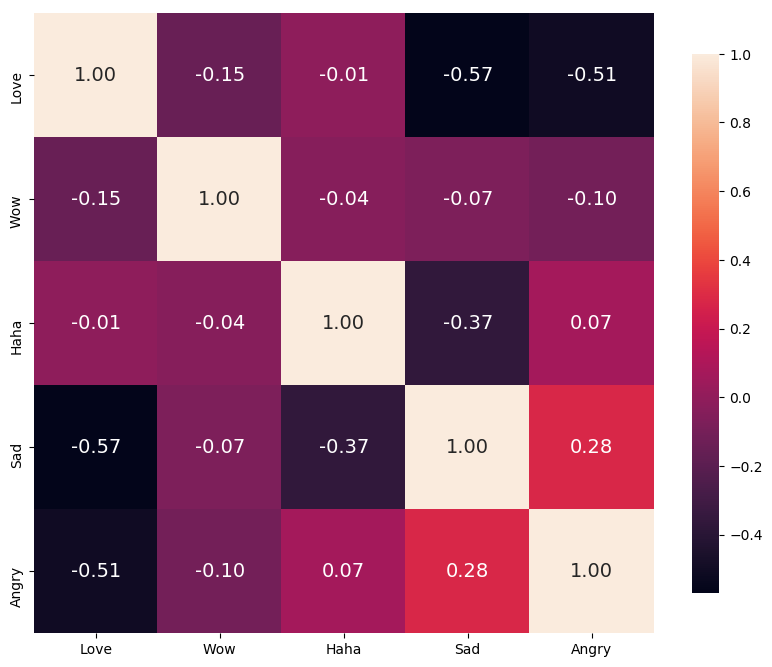 Love 1.00 -0.15 -0.01 -0.57 -0.51
Wow -0.15 1.00 -0.04 -0.07 -0.10
Haha -0.01 -0.04 1.00 -0.37 0.07
Sad -0.57 -0.07 -0.37 1.00 0.28
Angry -0.51 -0.10 0.07 0.28 1.00
Love Wow Haha Sad Angry
1.0
0.8
0.6
0.4
0.2
0.0
−0.2
−0.4